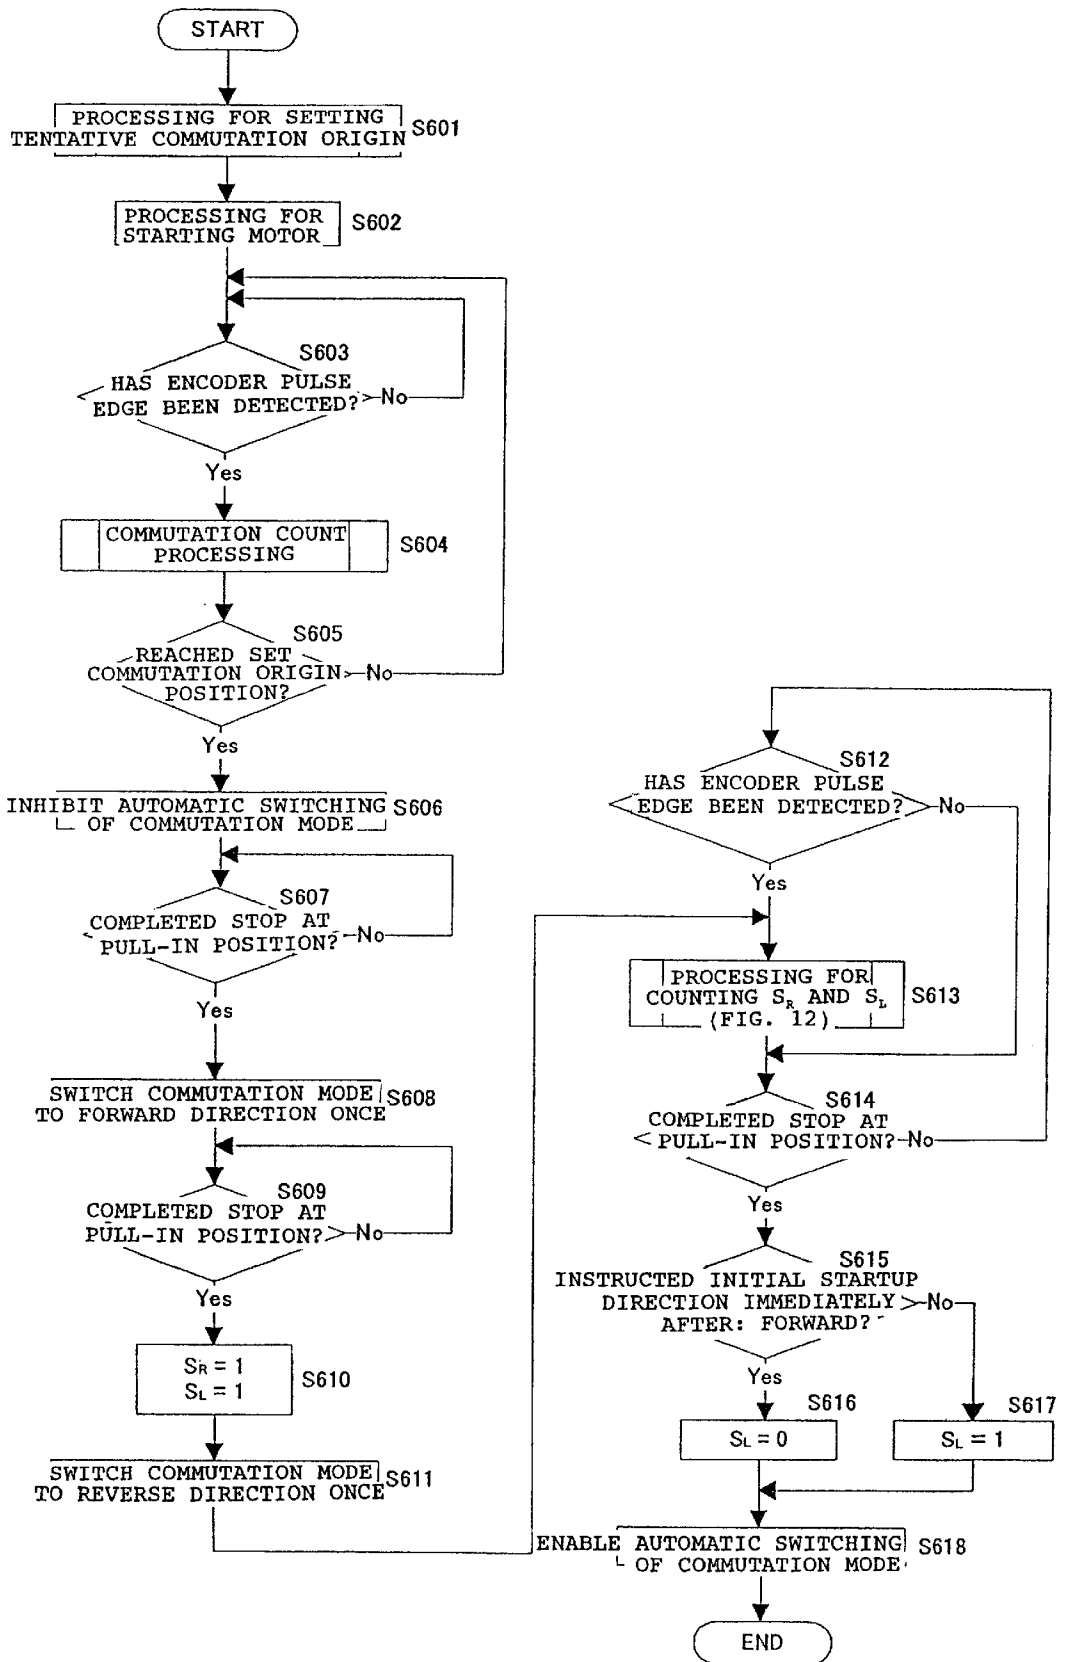 START
PROCESSING FOR SETTING
TENTATIVE COMMUTATION ORIGIN
S601
PROCESSING FOR
STARTING MOTOR
S602
S603
HAS ENCODER PULSE
EDGE BEEN DETECTED?
No
Yes
COMMUTATION COUNT
PROCESSING
S604
S605
REACHED SET
COMMUTATION ORIGIN
POSITION?
No
Yes
INHIBIT AUTOMATIC SWITCHING
OF COMMUTATION MODE
S606
S607
COMPLETED STOP AT
PULL-IN POSITION?
No
Yes
SWITCH COMMUTATION MODE
TO FORWARD DIRECTION ONCE
S608
S609
COMPLETED STOP AT
PULL-IN POSITION?
No
Yes
SR = 1
SL = 1
S610
SWITCH COMMUTATION MODE
TO REVERSE DIRECTION ONCE
S611
S612
HAS ENCODER PULSE
EDGE BEEN DETECTED?
No
Yes
PROCESSING FOR
COUNTING SR AND SL
(FIG. 12)
S613
S614
COMPLETED STOP AT
PULL-IN POSITION?
No
Yes
S615
INSTRUCTED INITIAL STARTUP
DIRECTION IMMEDIATELY
AFTER: FORWARD?
No
Yes
S616
SL = 0
S617
SL = 1
ENABLE AUTOMATIC SWITCHING
OF COMMUTATION MODE
S618
END